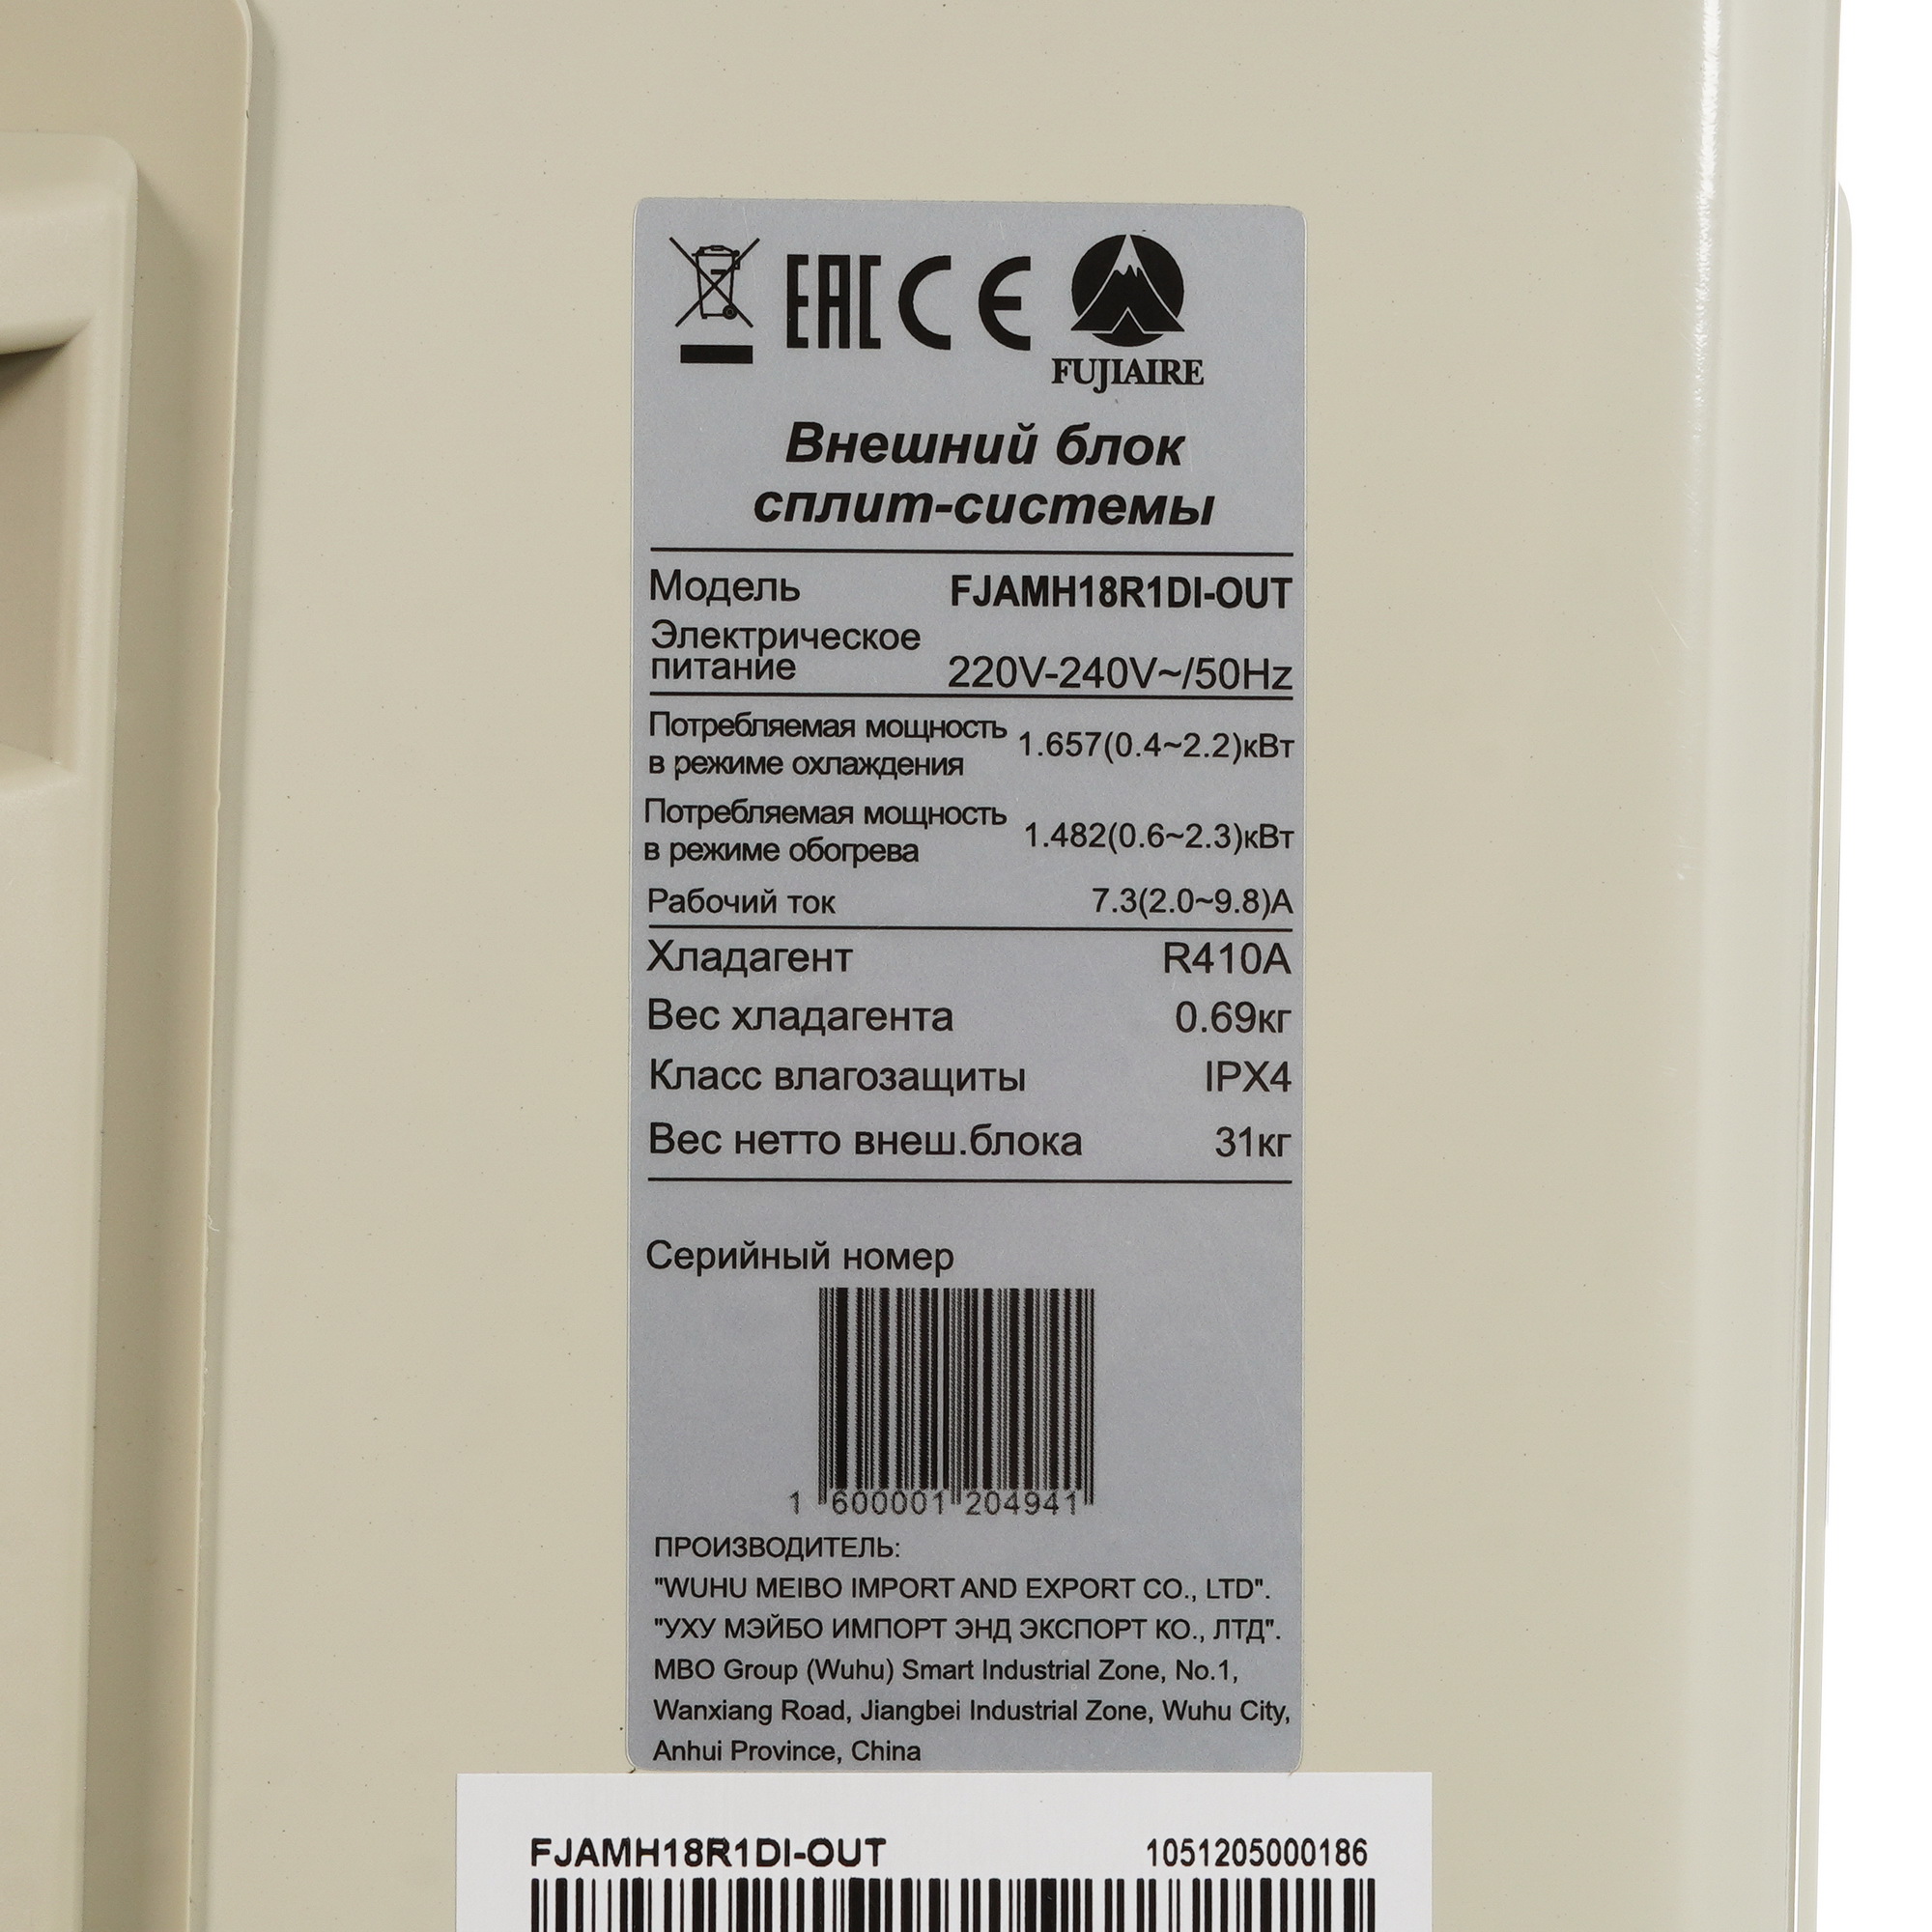 EAC CE
FUJIAIRE
Внешний блок
сплит-системы
Модель FJAMH18R1DI-OUT
Электрическое
питание 220V-240V~/50Hz
Потребляемая мощность
в режиме охлаждения 1.657(0.4~2.2)кВт
Потребляемая мощность
в режиме обогрева 1.482(0.6~2.3)кВт
Рабочий ток 7.3(2.0~9.8)A
Хладагент R410A
Вес хладагента 0.69кг
Класс влагозащиты IPX4
Вес нетто внеш.блока 31кг
Серийный номер
1 600001 204941
ПРОИЗВОДИТЕЛЬ:
"WUHU MEIBO IMPORT AND EXPORT CO., LTD".
"УХУ МЭЙБО ИМПОРТ ЭНД ЭКСПОРТ КО., ЛТД".
MBO Group (Wuhu) Smart Industrial Zone, No.1,
Wanxiang Road, Jiangbei Industrial Zone, Wuhu City,
Anhui Province, China
FJAMH18R1DI-OUT 1051205000186